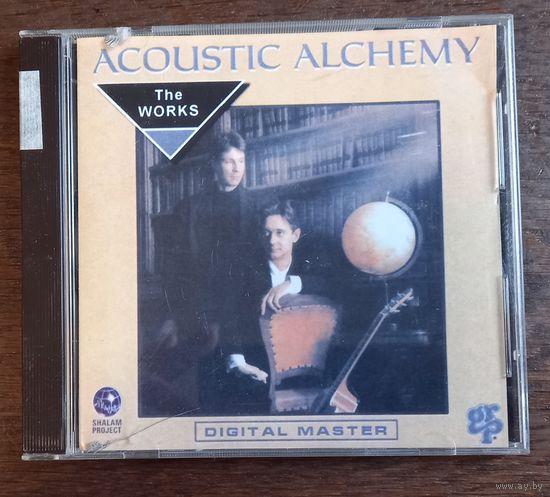 ACOUSTIC ALCHEMY
The
WORKS
SHALAM
PROJECT
DIGITAL MASTER
grp
www.ay.by